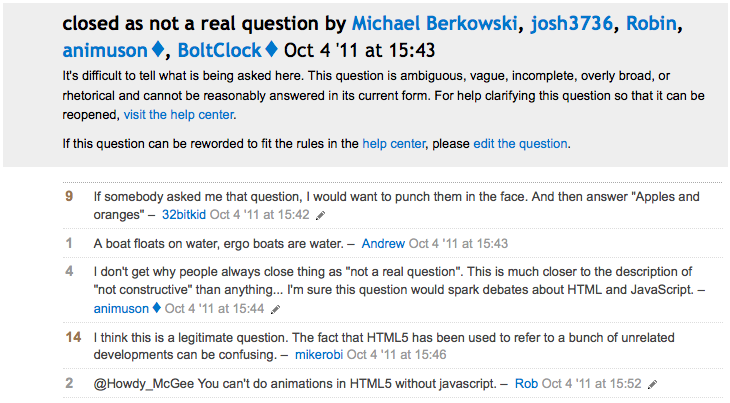 closed as not a real question by Michael Berkowski, josh3736, Robin,
animuson♦, BoltClock♦ Oct 4 '11 at 15:43
It's difficult to tell what is being asked here. This question is ambiguous, vague, incomplete, overly broad, or
rhetorical and cannot be reasonably answered in its current form. For help clarifying this question so that it can be
reopened, visit the help center.
If this question can be reworded to fit the rules in the help center, please edit the question.
9 If somebody asked me that question, I would want to punch them in the face. And then answer "Apples and
oranges" – 32bitkid Oct 4 '11 at 15:42
1 A boat floats on water, ergo boats are water. – Andrew Oct 4 '11 at 15:43
4 I don't get why people always close thing as "not a real question". This is much closer to the description of
"not constructive" than anything... I'm sure this question would spark debates about HTML and JavaScript. –
animuson ♦ Oct 4 '11 at 15:44
14 I think this is a legitimate question. The fact that HTML5 has been used to refer to a bunch of unrelated
developments can be confusing. – mikerobi Oct 4 '11 at 15:46
2 @Howdy_McGee You can't do animations in HTML5 without javascript. – Rob Oct 4 '11 at 15:52